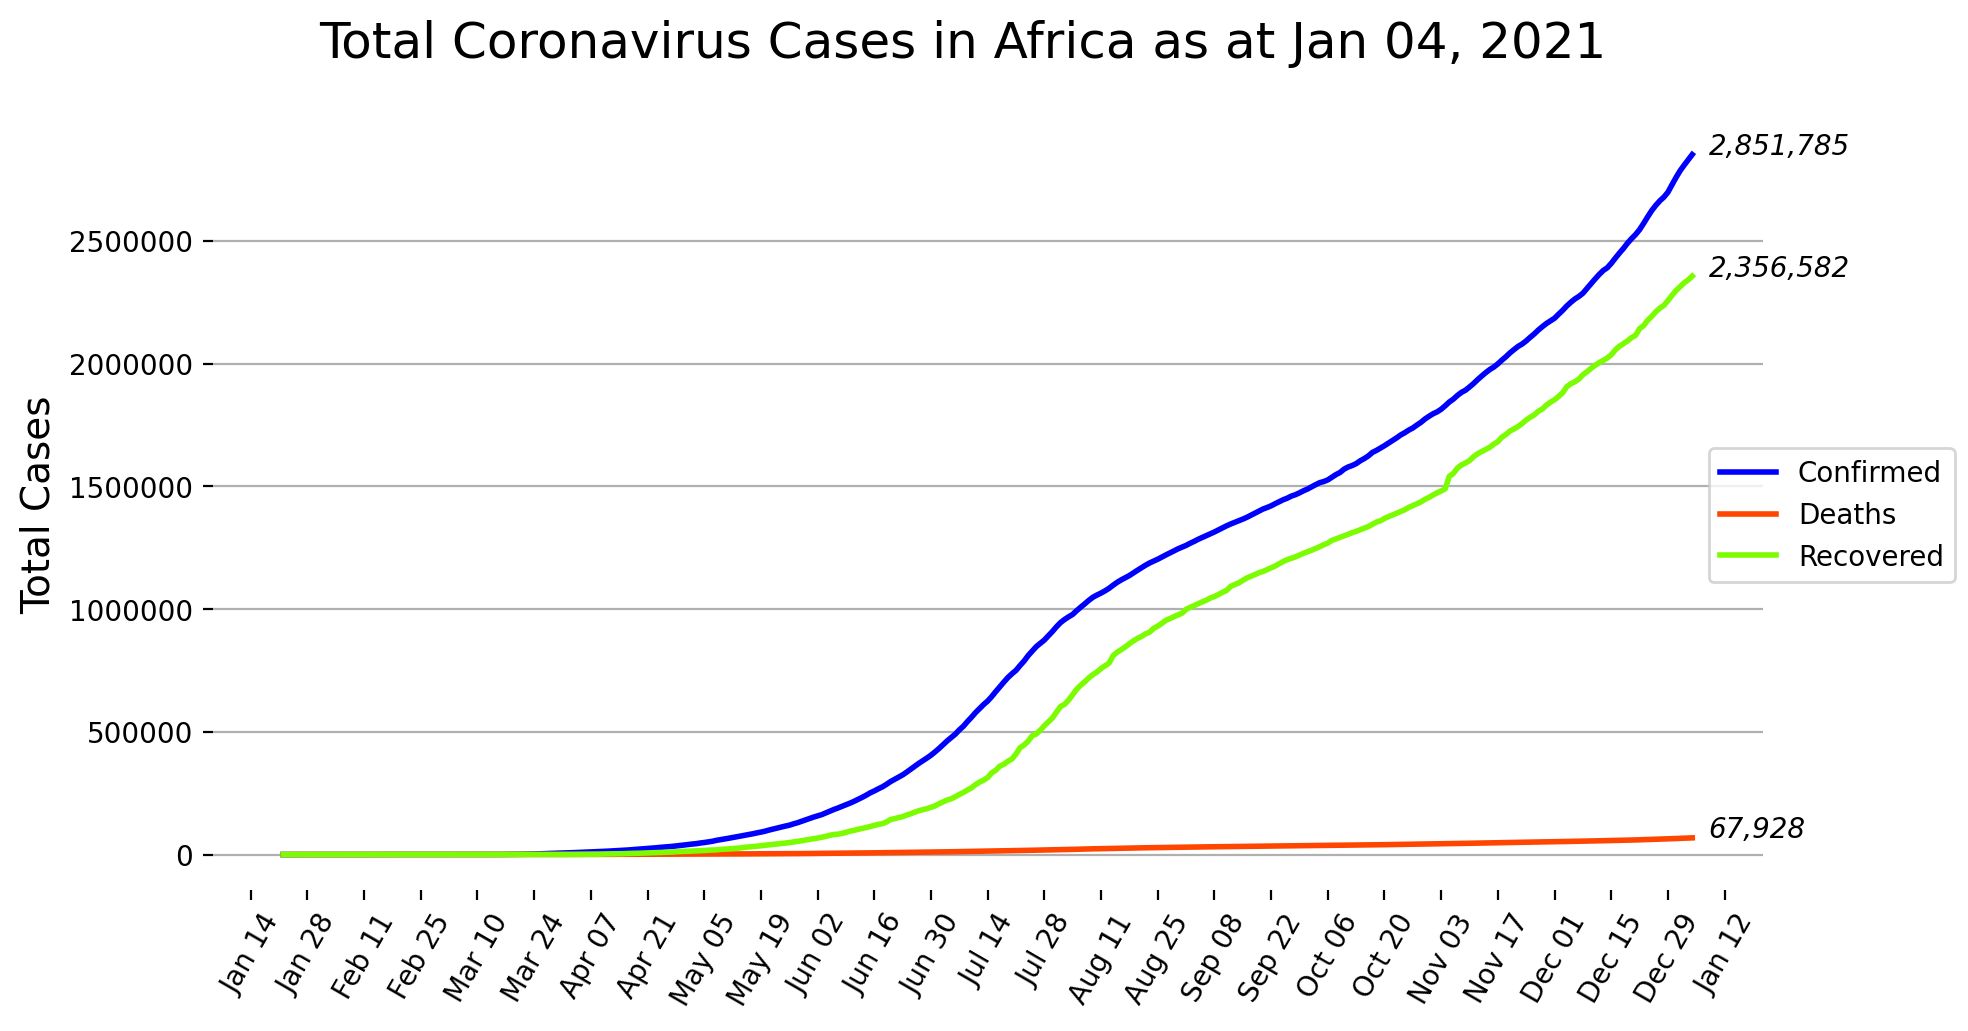 Total Coronavirus Cases in Africa as at Jan 04, 2021
2,851,785
2500000
2,356,582
2000000
Total Cases
1500000
Confirmed
Deaths
Recovered
1000000
500000
67,928
0
Jan 14
Jan 28
Feb 11
Feb 25
Mar 10
Mar 24
Apr 07
Apr 21
May 05
May 19
Jun 02
Jun 16
Jun 30
Jul 14
Jul 28
Aug 11
Aug 25
Sep 08
Sep 22
Oct 06
Oct 20
Nov 03
Nov 17
Dec 01
Dec 15
Dec 29
Jan 12